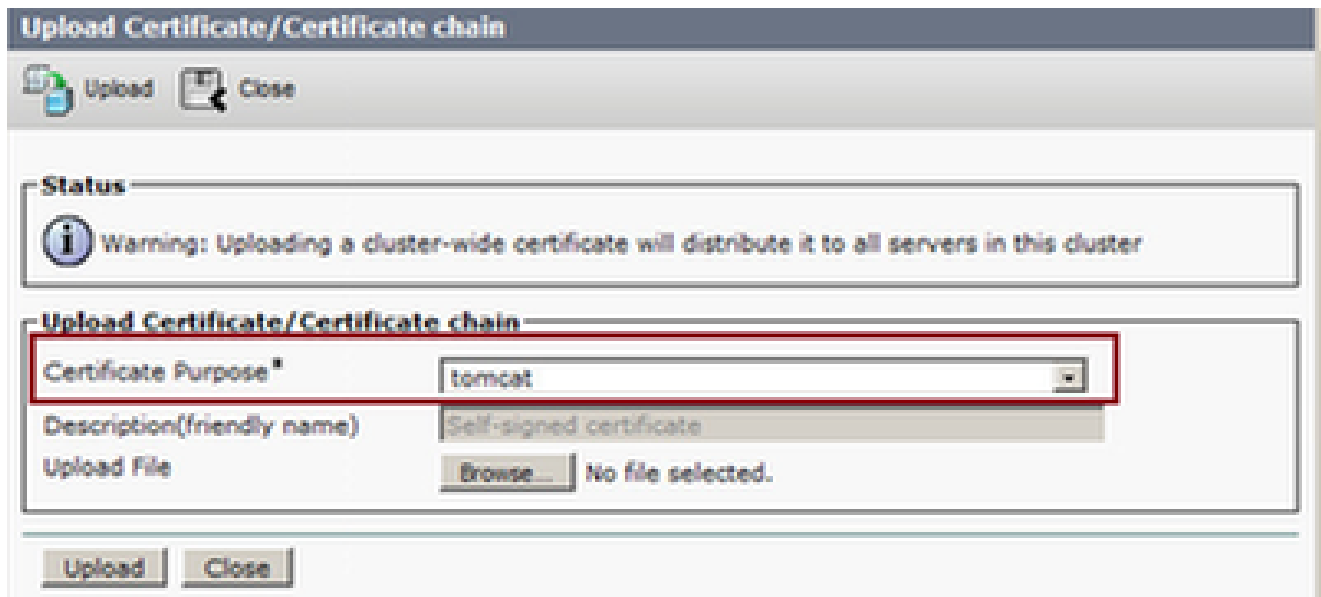 Upload Certificate/Certificate chain
Upload Close
Status
Warning: Uploading a cluster-wide certificate will distribute it to all servers in this cluster
Upload Certificate/Certificate chain
Certificate Purpose* tomcat
Description(friendly name) Self-signed certificate
Upload File Browse... No file selected.
Upload Close